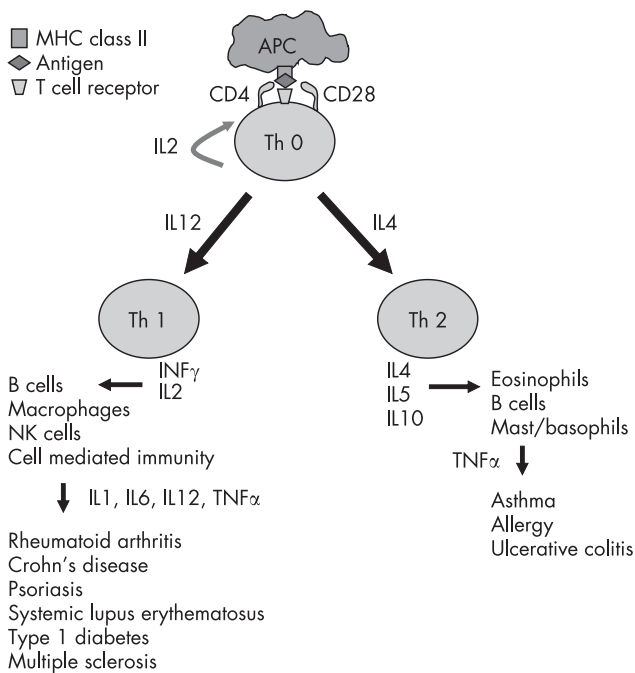 MHC class II
Antigen
T cell receptor
APC
CD4
CD28
Th 0
IL2
IL12
IL4
Th 1
Th 2
INFγ
IL2
B cells
Macrophages
NK cells
Cell mediated immunity
IL1, IL6, IL12, TNFα
Rheumatoid arthritis
Crohn's disease
Psoriasis
Systemic lupus erythematosus
Type 1 diabetes
Multiple sclerosis
IL4
IL5
IL10
Eosinophils
B cells
Mast/basophils
TNFα
Asthma
Allergy
Ulcerative colitis